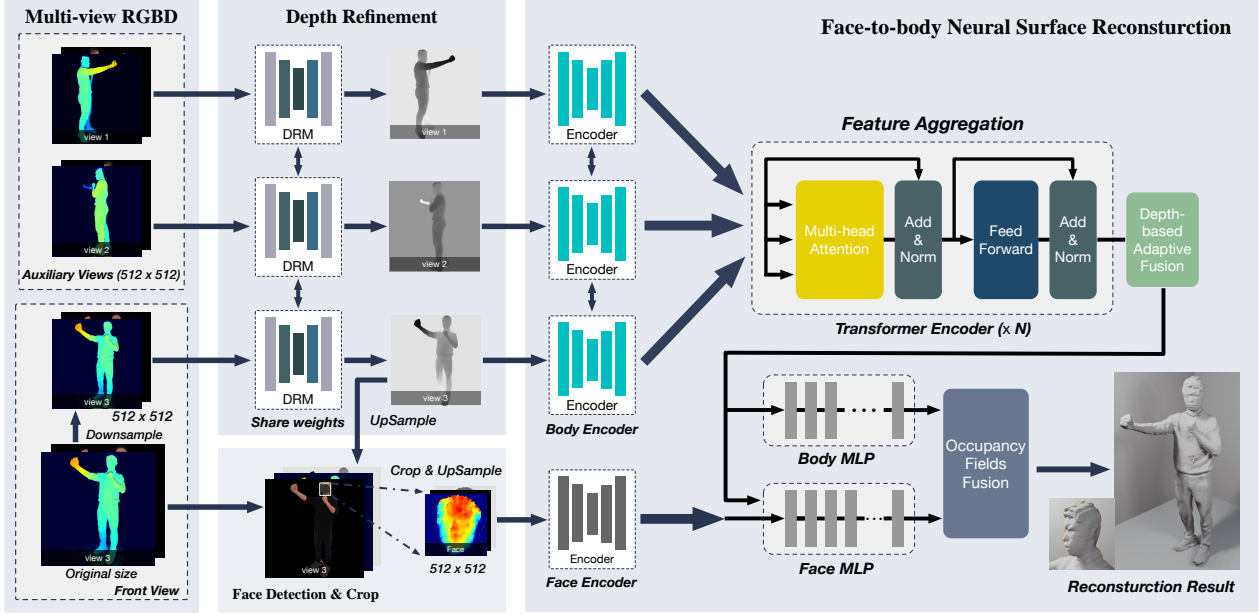 Multi-view RGBD
Depth Refinement
Face-to-body Neural Surface Reconsturction
view 1
DRM
view 1
Encoder
view 2
DRM
view 2
Encoder
Auxiliary Views (512 x 512)
Feature Aggregation
Multi-head
Attention
Add
&
Norm
Feed
Forward
Add
&
Norm
Depth-
based
Adaptive
Fusion
Transformer Encoder (x N)
view 3
512 x 512
Downsample
DRM
Share weights
view 3
UpSample
Encoder
Body Encoder
view 3
Original size
Front View
view 3
Face Detection & Crop
Crop & UpSample
Face
512 x 512
Encoder
Face Encoder
Body MLP
Face MLP
Occupancy
Fields
Fusion
Reconsturction Result